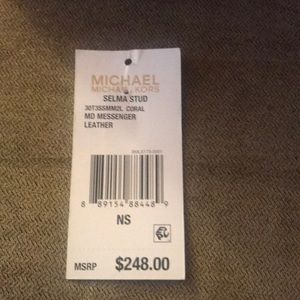 MICHAEL
MICHAEL KORS
SELMA STUD
30T3SSMM2L CORAL
MD MESSENGER
LEATHER
8 89154 88448 9
NS
MSRP $248.00